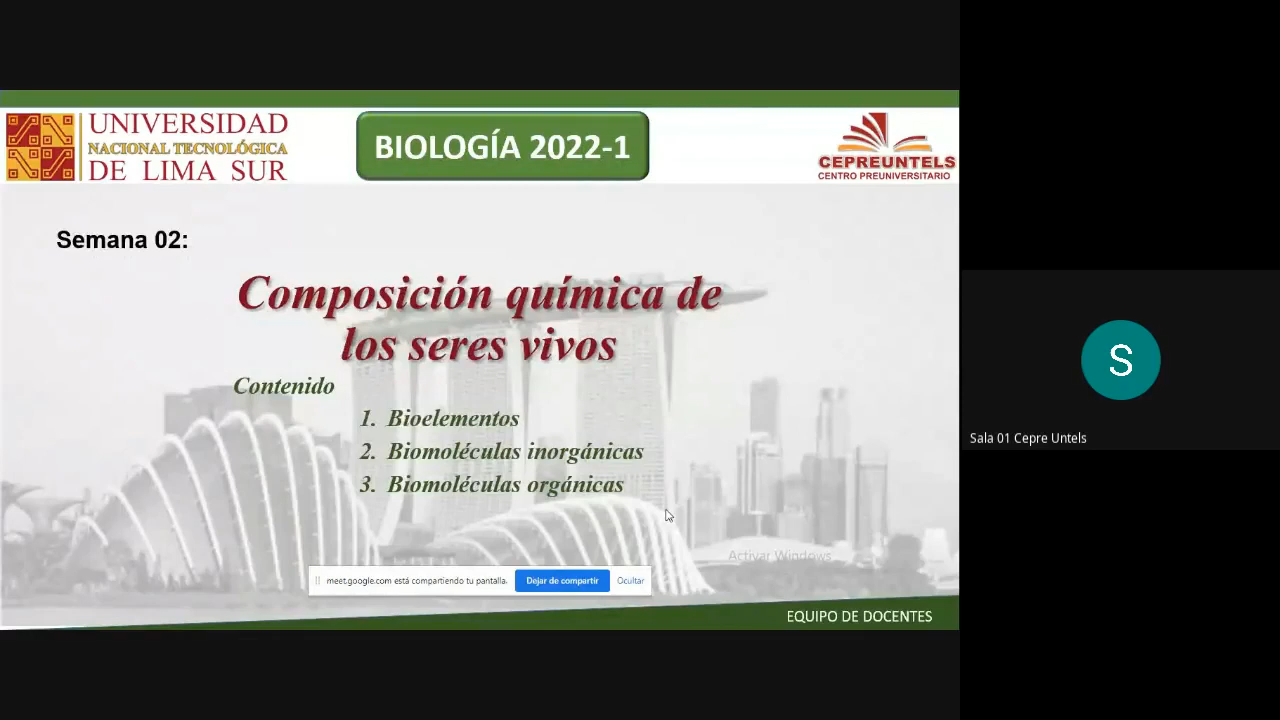 UNIVERSIDAD
NACIONAL TECNOLÓGICA
DE LIMA SUR
BIOLOGÍA 2022-1
CEPREUNTELS
CENTRO PREUNIVERSITARIO
Semana 02:
Composición química de
los seres vivos
Contenido
1. Bioelementos
2. Biomoléculas inorgánicas
3. Biomoléculas orgánicas
Activar Windows
meet.google.com está compartiendo tu pantalla. Dejar de compartir Ocultar
EQUIPO DE DOCENTES
S
Sala 01 Cepre Untels